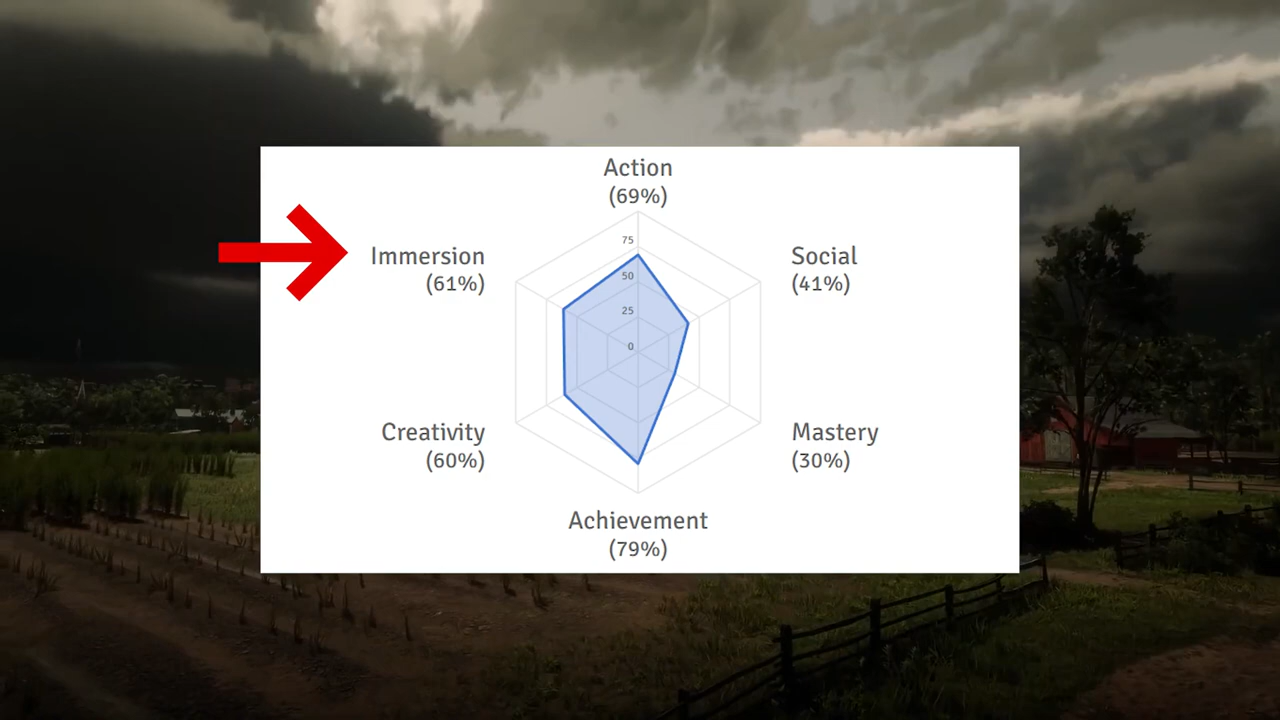 Action
(69%)
Immersion
(61%)
Social
(41%)
75
50
25
0
Creativity
(60%)
Mastery
(30%)
Achievement
(79%)